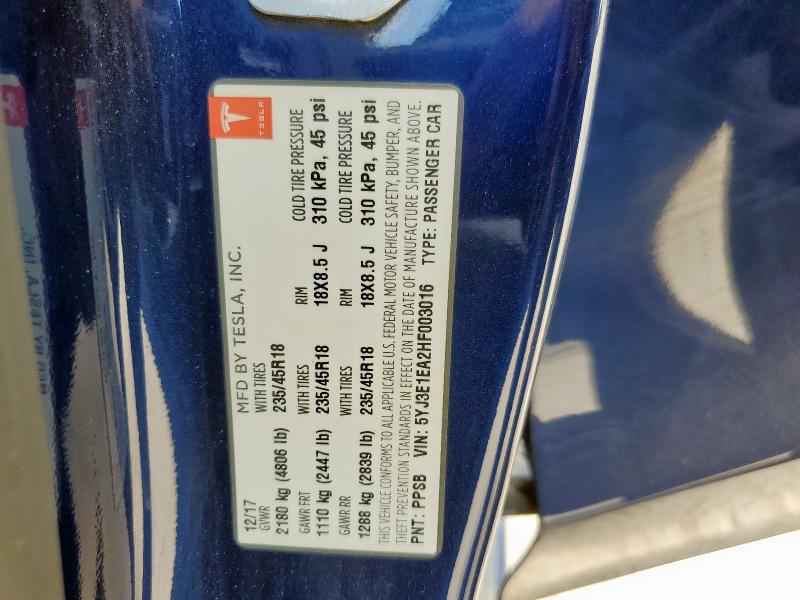 TESLA
12/17 MFD BY TESLA, INC.
GVWR WITH TIRES
2180 kg (4806 lb) 235/45R18
GAWR FRT WITH TIRES RIM COLD TIRE PRESSURE
1110 kg (2447 lb) 235/45R18 18X8.5 J 310 kPa, 45 psi
GAWR RR WITH TIRES RIM COLD TIRE PRESSURE
1288 kg (2839 lb) 235/45R18 18X8.5 J 310 kPa, 45 psi
THIS VEHICLE CONFORMS TO ALL APPLICABLE U.S. FEDERAL MOTOR VEHICLE SAFETY, BUMPER, AND
THEFT PREVENTION STANDARDS IN EFFECT ON THE DATE OF MANUFACTURE SHOWN ABOVE.
PNT: PPSB VIN: 5YJ3E1EA2HF003016 TYPE: PASSENGER CAR